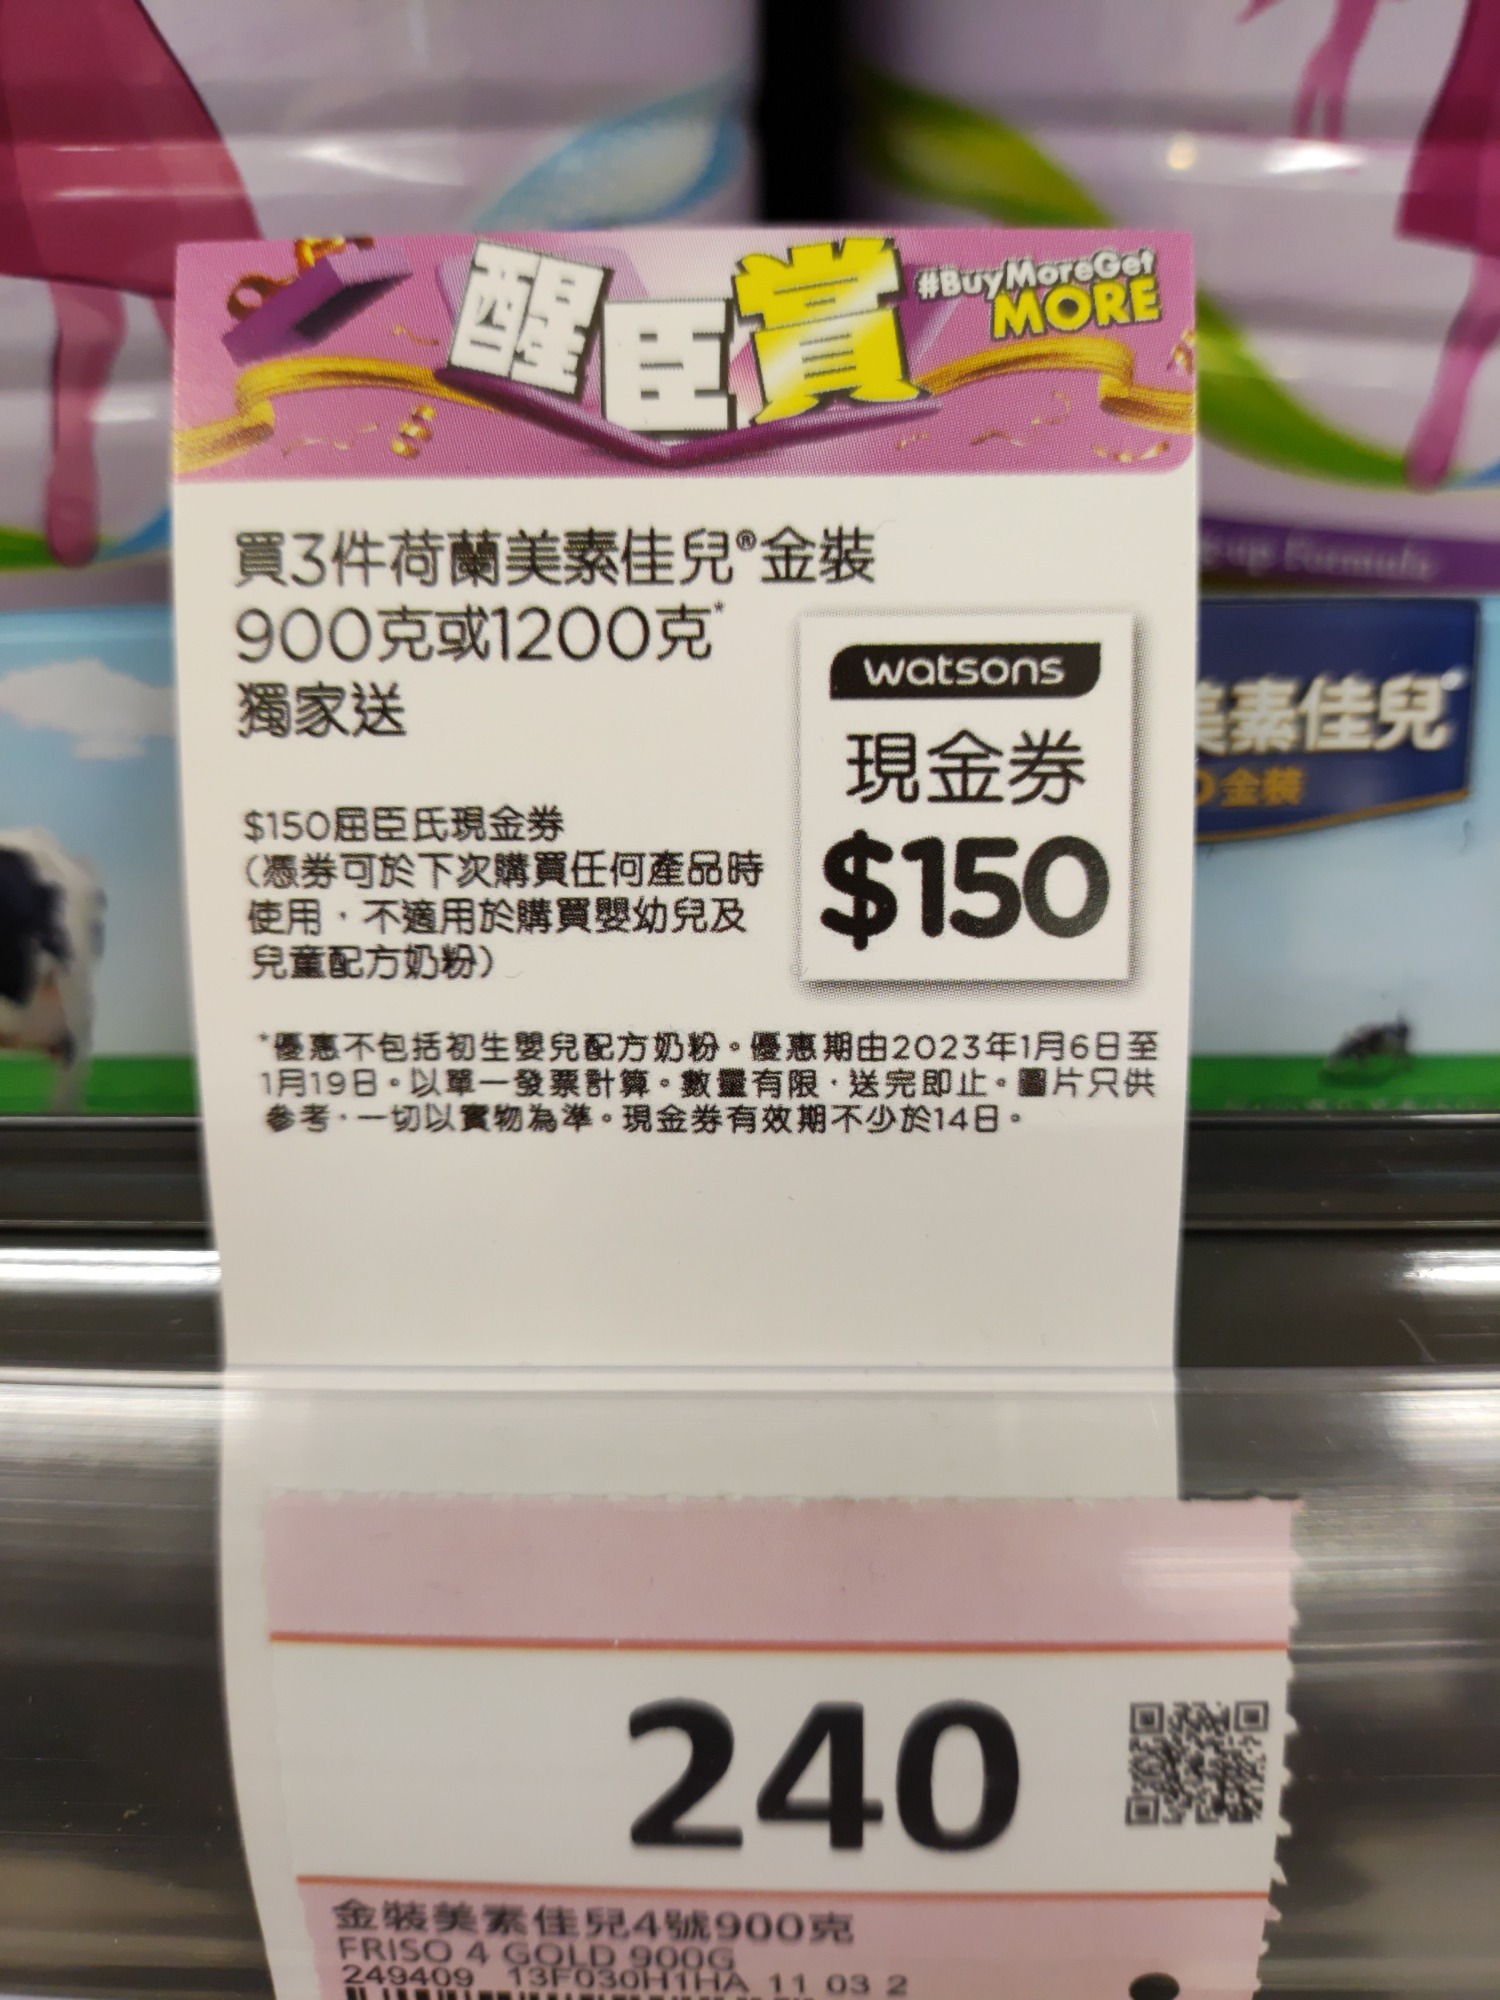 醒臣賞
#BuyMoreGet
MORE
買3件荷蘭美素佳兒®金裝
900克或1200克*
獨家送
watsons
現金券
$150
$150屈臣氏現金券
(憑券可於下次購買任何產品時
使用，不適用於購買嬰幼兒及
兒童配方奶粉)
*優惠不包括初生嬰兒配方奶粉。優惠期由2023年1月6日至
1月19日。以單一發票計算。數量有限，送完即止。圖片只供
參考，一切以實物為準。現金券有效期不少於14日。
美素佳兒
金裝
240
金裝美素佳兒4號900克
FRISO 4 GOLD 900G
249409 13F030H1HA 11 03 2